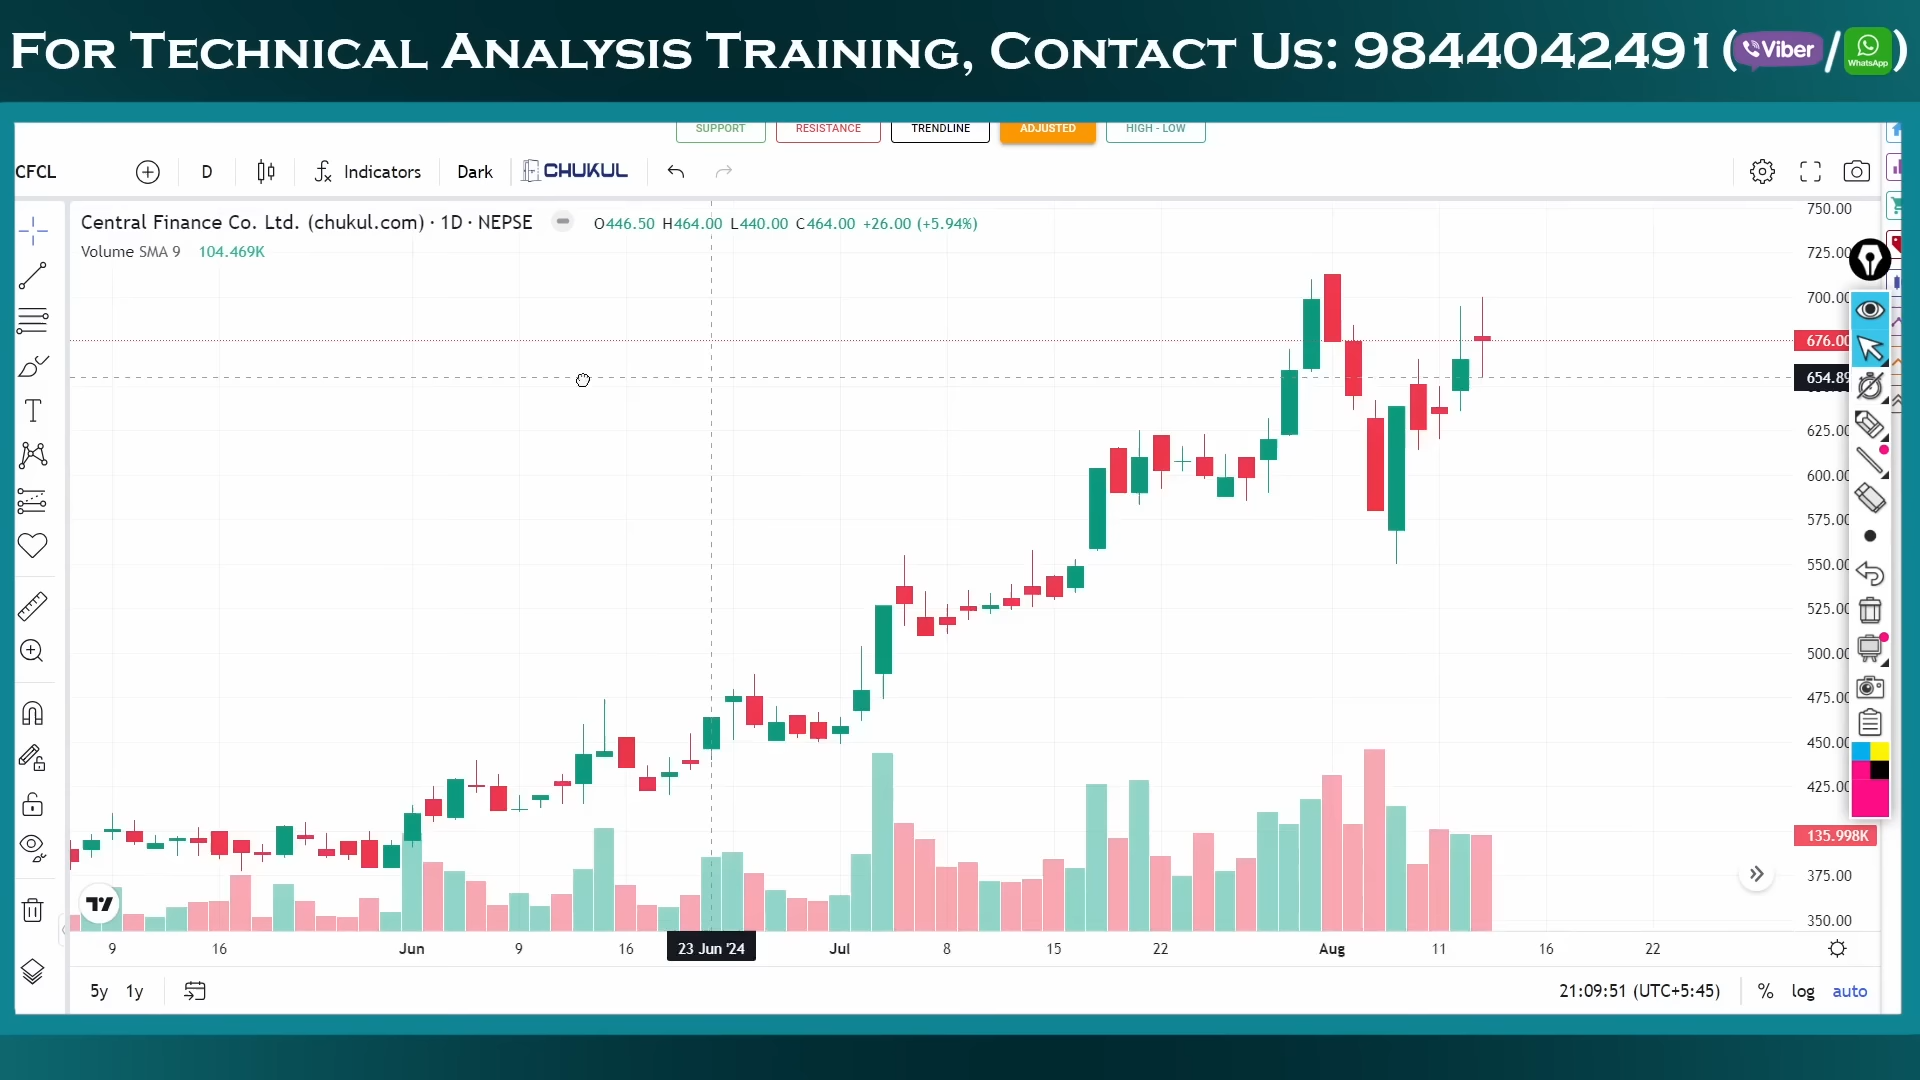 FOR TECHNICAL ANALYSIS TRAINING, CONTACT US: 9844042491(Viber/WhatsApp)
SUPPORT RESISTANCE TRENDLINE ADJUSTED HIGH - LOW
CFCL D Indicators Dark CHUKUL
Central Finance Co. Ltd. (chukul.com) · 1D · NEPSE O446.50 H464.00 L440.00 C464.00 +26.00 (+5.94%)
Volume SMA 9 104.469K
750.00
725.00
700.00
676.00
654.89
625.00
600.00
575.00
550.00
525.00
500.00
475.00
450.00
425.00
135.998K
375.00
350.00
9 16 Jun 9 16 23 Jun '24 Jul 8 15 22 Aug 11 16 22
5y 1y 21:09:51 (UTC+5:45) % log auto